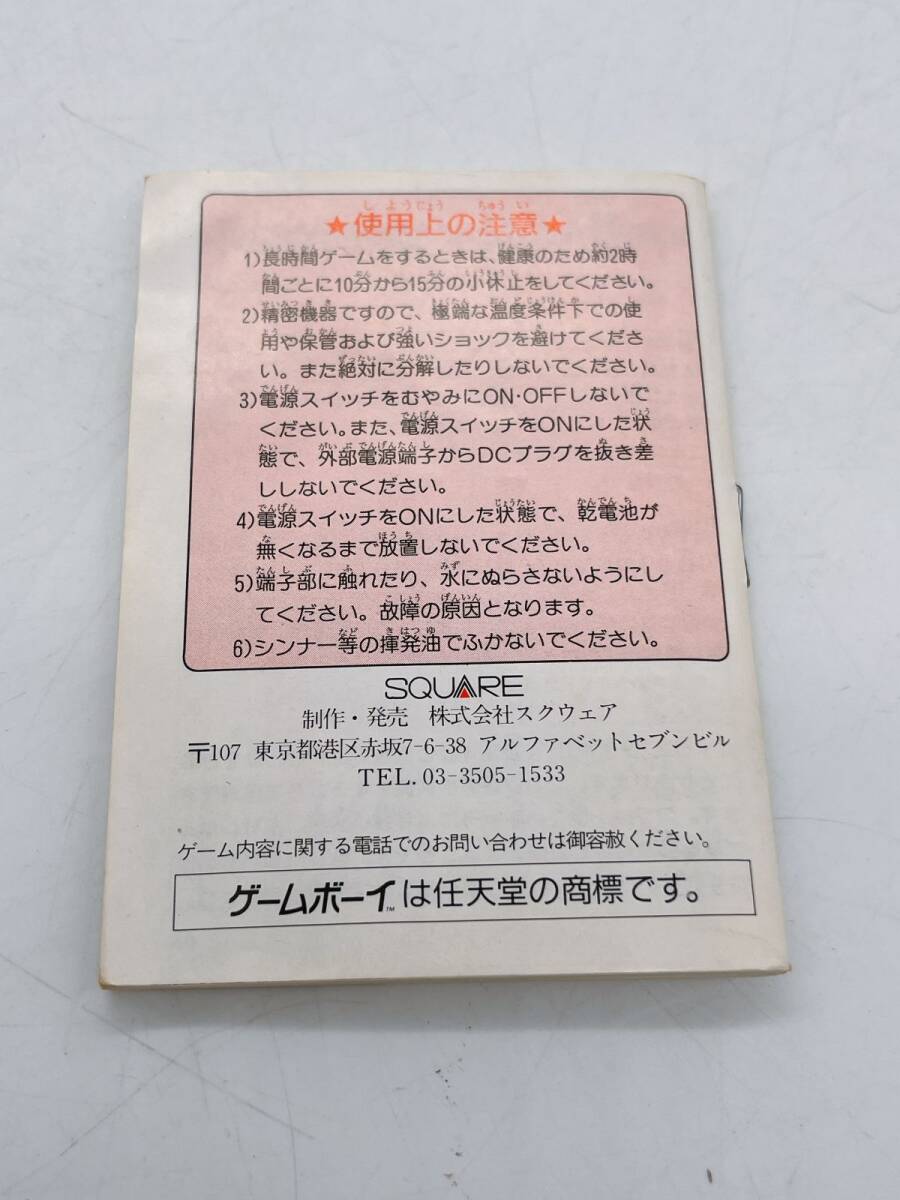 ★使用上の注意★
1)長時間ゲームをするときは、健康のため約2時
間ごとに10分から15分の小休止をしてください。
2)精密機器ですので、極端な温度条件下での使
用や保管および強いショックを避けてくださ
い。また絶対に分解したりしないでください。
3)電源スイッチをむやみにON・OFFしないで
ください。また、電源スイッチをONにした状
態で、外部電源端子からDCプラグを抜き差
ししないでください。
4)電源スイッチをONにした状態で、乾電池が
無くなるまで放置しないでください。
5)端子部に触れたり、水にぬらさないようにし
てください。故障の原因となります。
6)シンナー等の揮発油でふかないでください。
SQUARE
制作・発売 株式会社スクウェア
〒107 東京都港区赤坂7-6-38 アルファベットセブンビル
TEL. 03-3505-1533
ゲーム内容に関する電話でのお問い合わせは御容赦ください。
ゲームボーイ™は任天堂の商標です。